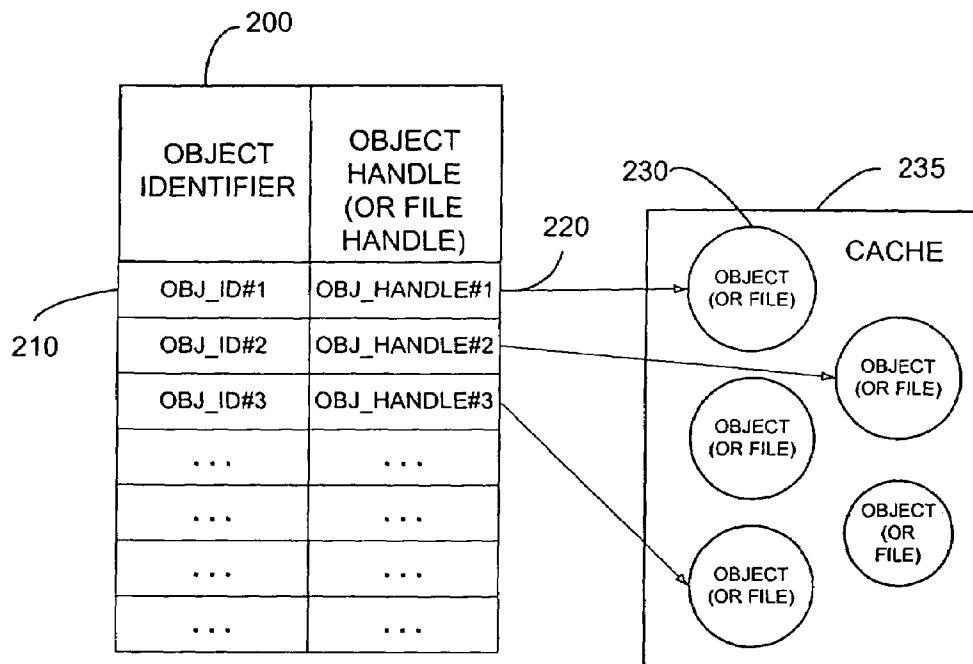 200
OBJECT
IDENTIFIER
OBJECT
HANDLE
(OR FILE
HANDLE)
OBJ_ID#1
OBJ_HANDLE#1
OBJ_ID#2
OBJ_HANDLE#2
OBJ_ID#3
OBJ_HANDLE#3
... ...
... ...
... ...
... ...
210
220
230
235
CACHE
OBJECT
(OR FILE)
OBJECT
(OR FILE)
OBJECT
(OR FILE)
OBJECT
(OR
FILE)
OBJECT
(OR FILE)